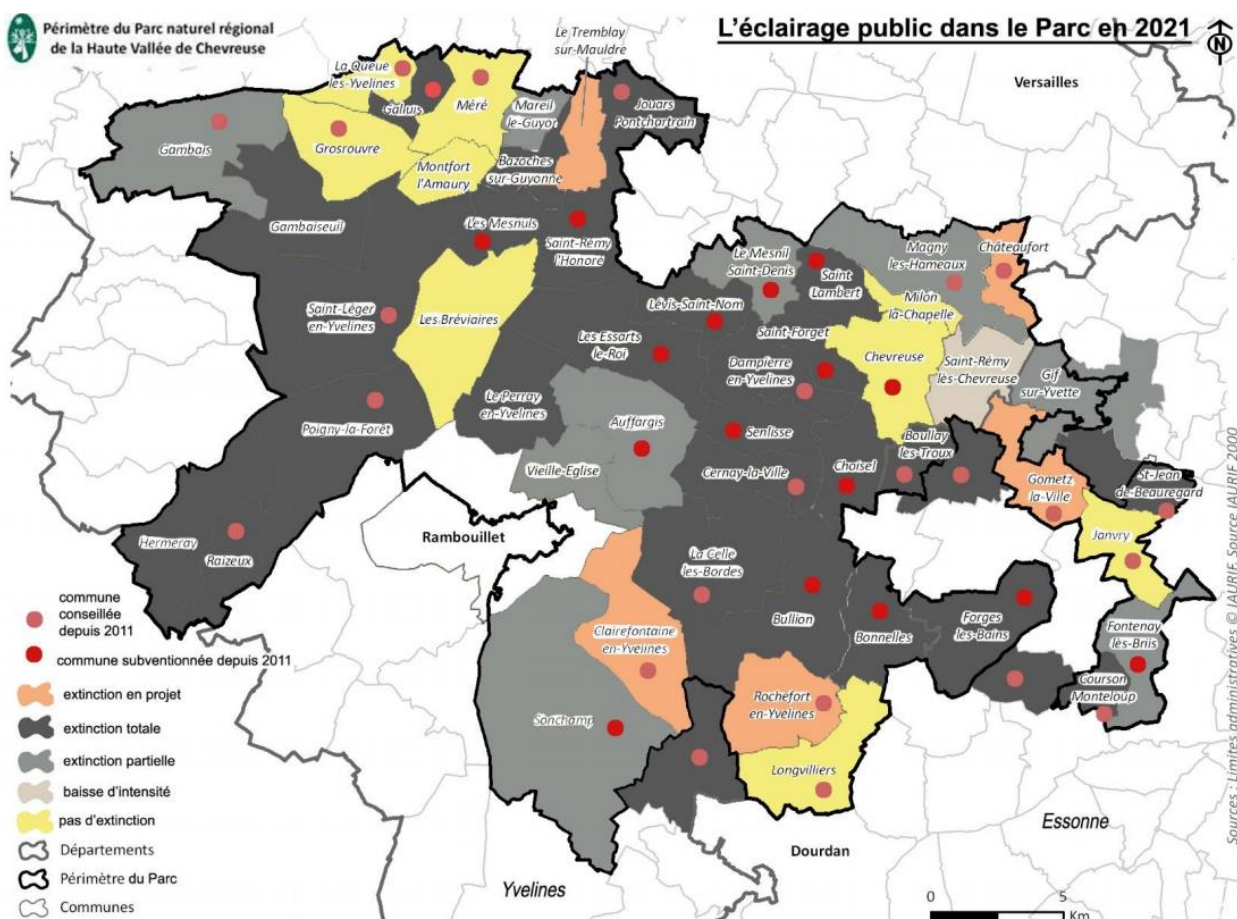 Périmètre du Parc naturel régional
de la Haute Vallée de Chevreuse
L'éclairage public dans le Parc en 2021
N
Le Tremblay
sur-Mauldre
Versailles
La Queue
les-Yvelines
Galluis
Méré
Mareil
le-Guyon
Jouars
Pontchartrain
Gambais
Grosrouvre
Montfort
l'Amaury
Bazoches
sur-Guyonne
Gambaiseuil
Les Mesnuls
Saint-Rémy
l'Honoré
Le Mesnil
Saint-Denis
Saint
Lambert
Magny
les-Hameaux
Châteaufort
Milon
la-Chapelle
Lévis-Saint-Nom
Saint-Forget
Saint-Léger
en-Yvelines
Les Bréviaires
Les Essarts
le-Roi
Dampierre
en-Yvelines
Chevreuse
Saint-Rémy
lès-Chevreuse
Gif
sur-Yvette
Poigny-la-Forêt
Le Perray
en-Yvelines
Auffargis
Senlisse
Boullay
les-Troux
Vieille-Eglise
Cernay-la-Ville
Choisel
Gometz
la-Ville
St-Jean
de-Beauregard
Janvry
Hermeray
Raizeux
Rambouillet
La Celle
les-Bordes
Bullion
Bonnelles
Forges
les-Bains
Fontenay
lès-Briis
Clairefontaine
en-Yvelines
Rochefort
en-Yvelines
Courson
Monteloup
Sonchamp
Longvilliers
Essonne
Dourdan
Yvelines
commune
conseillée
depuis 2011
commune subventionnée depuis 2011
extinction en projet
extinction totale
extinction partielle
baisse d'intensité
pas d'extinction
Départements
Périmètre du Parc
Communes
0 5
Km
Sources : Limites administratives © IAURIF, Source IAURIF 2000